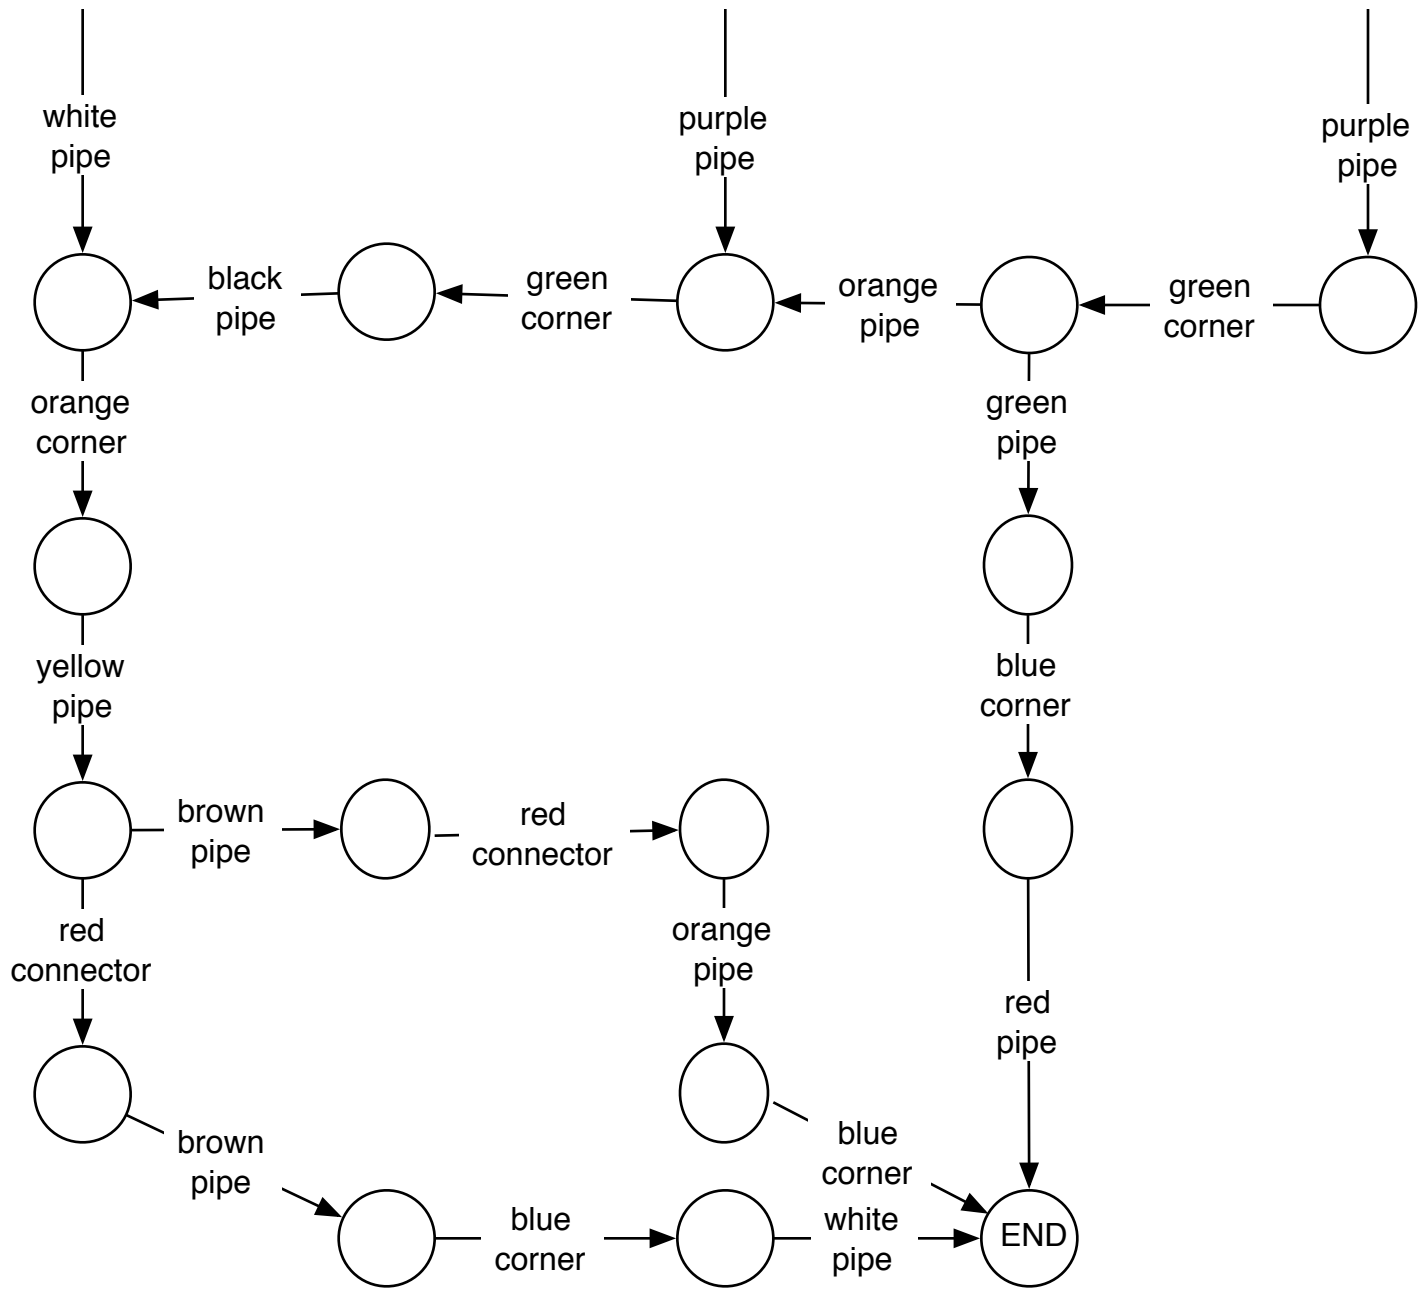 white
pipe
purple
pipe
purple
pipe
black
pipe
green
corner
orange
pipe
green
corner
orange
corner
green
pipe
yellow
pipe
blue
corner
brown
pipe
red
connector
red
connector
orange
pipe
red
pipe
brown
pipe
blue
corner
blue
corner
white
pipe
END